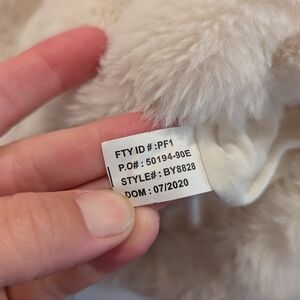 FTY ID # :PF1
P.O# : 50194-90E
STYLE# : BY8828
DOM : 07/2020